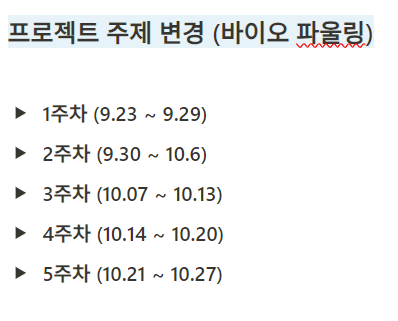 프로젝트 주제 변경 (바이오 파울링)
▶ 1주차 (9.23 ~ 9.29)
▶ 2주차 (9.30 ~ 10.6)
▶ 3주차 (10.07 ~ 10.13)
▶ 4주차 (10.14 ~ 10.20)
▶ 5주차 (10.21 ~ 10.27)